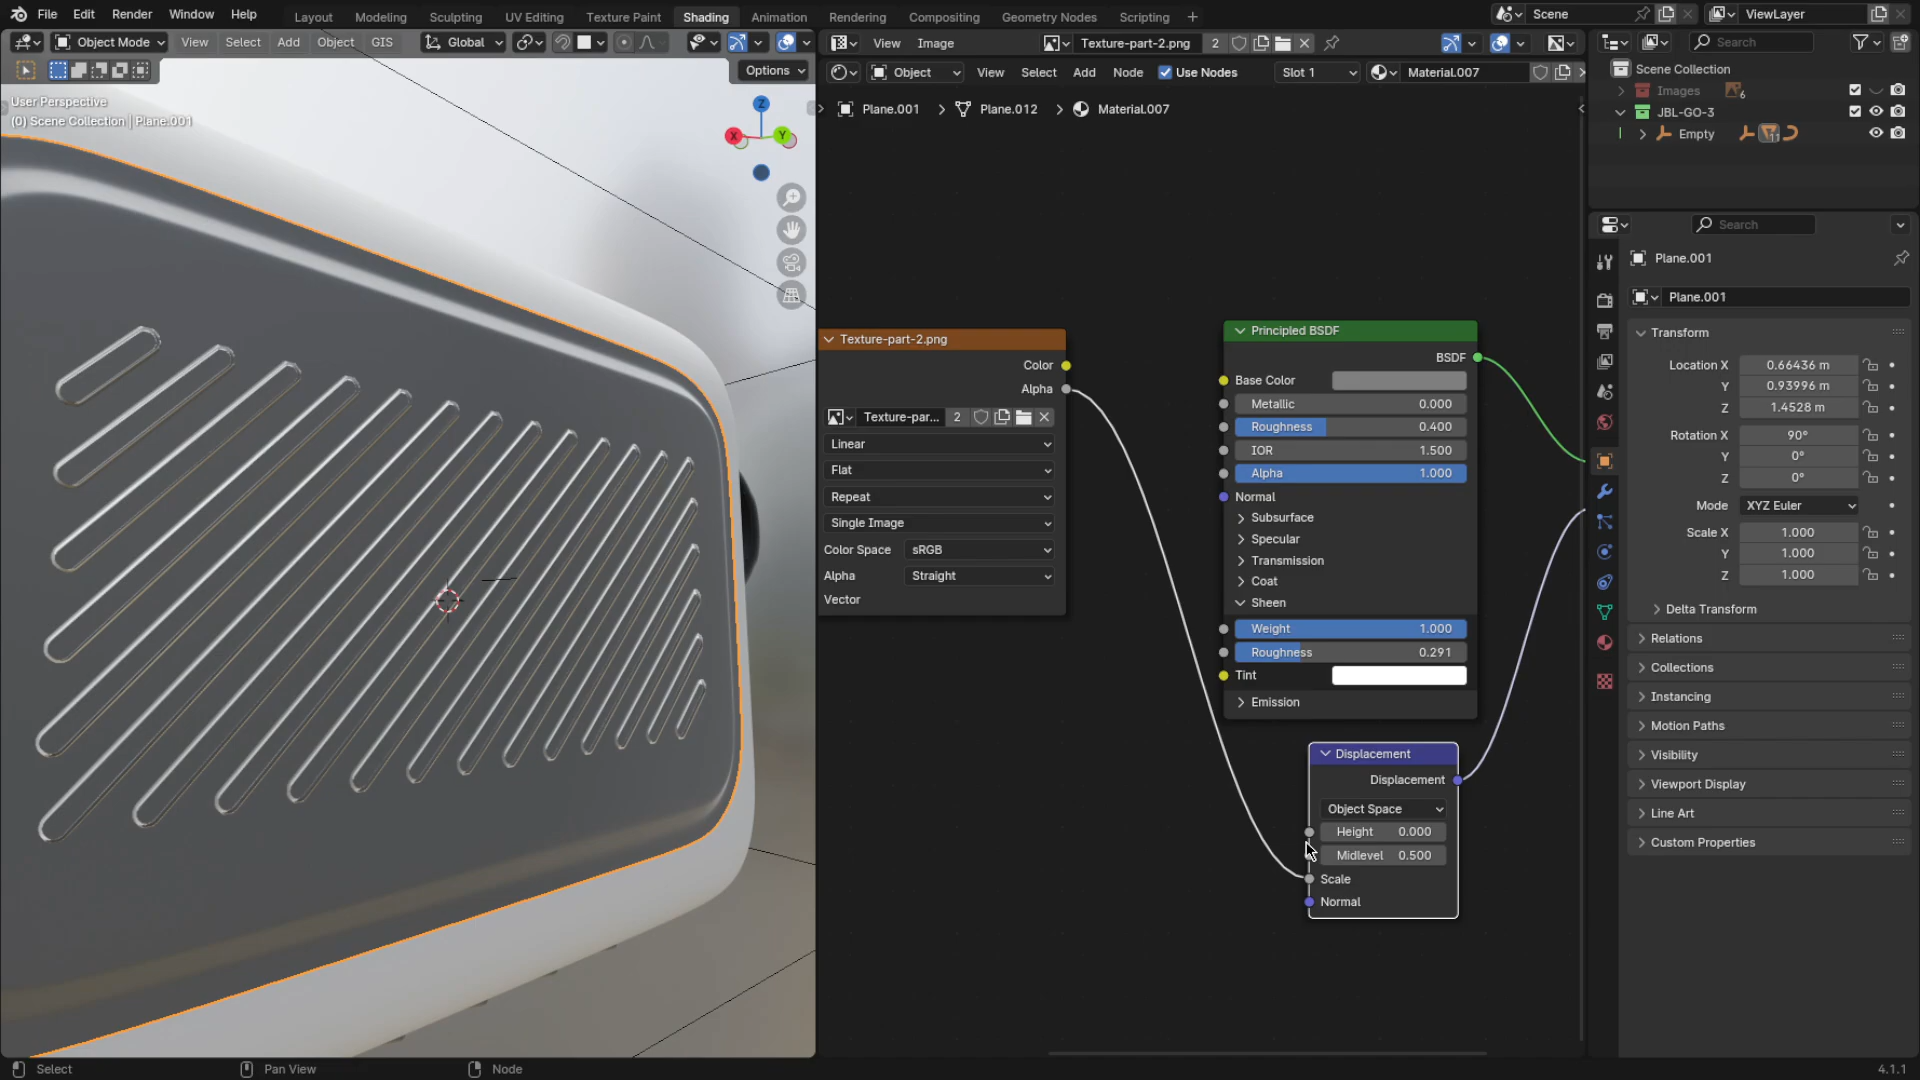 File Edit Render Window Help Layout Modeling Sculpting UV Editing Texture Paint Shading Animation Rendering Compositing Geometry Nodes Scripting + Scene ViewLayer
Object Mode View Select Add Object GIS Global View Image Texture-part-2.png 2 Search
Options Object View Select Add Node Use Nodes Slot 1 Material.007
Scene Collection
Images 6
JBL-GO-3
Empty 11
User Perspective
(0) Scene Collection | Plane.001
Z
X
Y
Plane.001 > Plane.012 > Material.007
Texture-part-2.png
Color
Alpha
Texture-par... 2
Linear
Flat
Repeat
Single Image
Color Space sRGB
Alpha Straight
Vector
Principled BSDF
BSDF
Base Color
Metallic 0.000
Roughness 0.400
IOR 1.500
Alpha 1.000
Normal
Subsurface
Specular
Transmission
Coat
Sheen
Weight 1.000
Roughness 0.291
Tint
Emission
Displacement
Displacement
Object Space
Height 0.000
Midlevel 0.500
Scale
Normal
Search
Plane.001
Plane.001
Transform
Location X 0.66436 m
Y 0.93996 m
Z 1.4528 m
Rotation X 90°
Y 0°
Z 0°
Mode XYZ Euler
Scale X 1.000
Y 1.000
Z 1.000
Delta Transform
Relations
Collections
Instancing
Motion Paths
Visibility
Viewport Display
Line Art
Custom Properties
Select Pan View Node 4.1.1